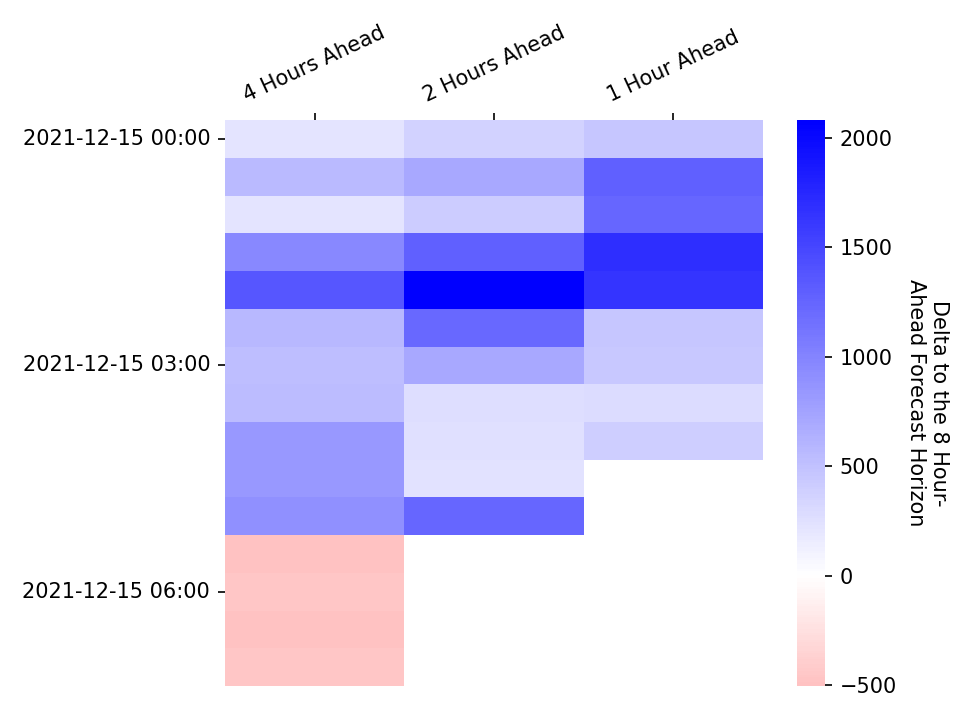 4 Hours Ahead
2 Hours Ahead
1 Hour Ahead
2021-12-15 00:00
2021-12-15 03:00
2021-12-15 06:00
2000
1500
1000
500
0
−500
Delta to the 8 Hour-
Ahead Forecast Horizon